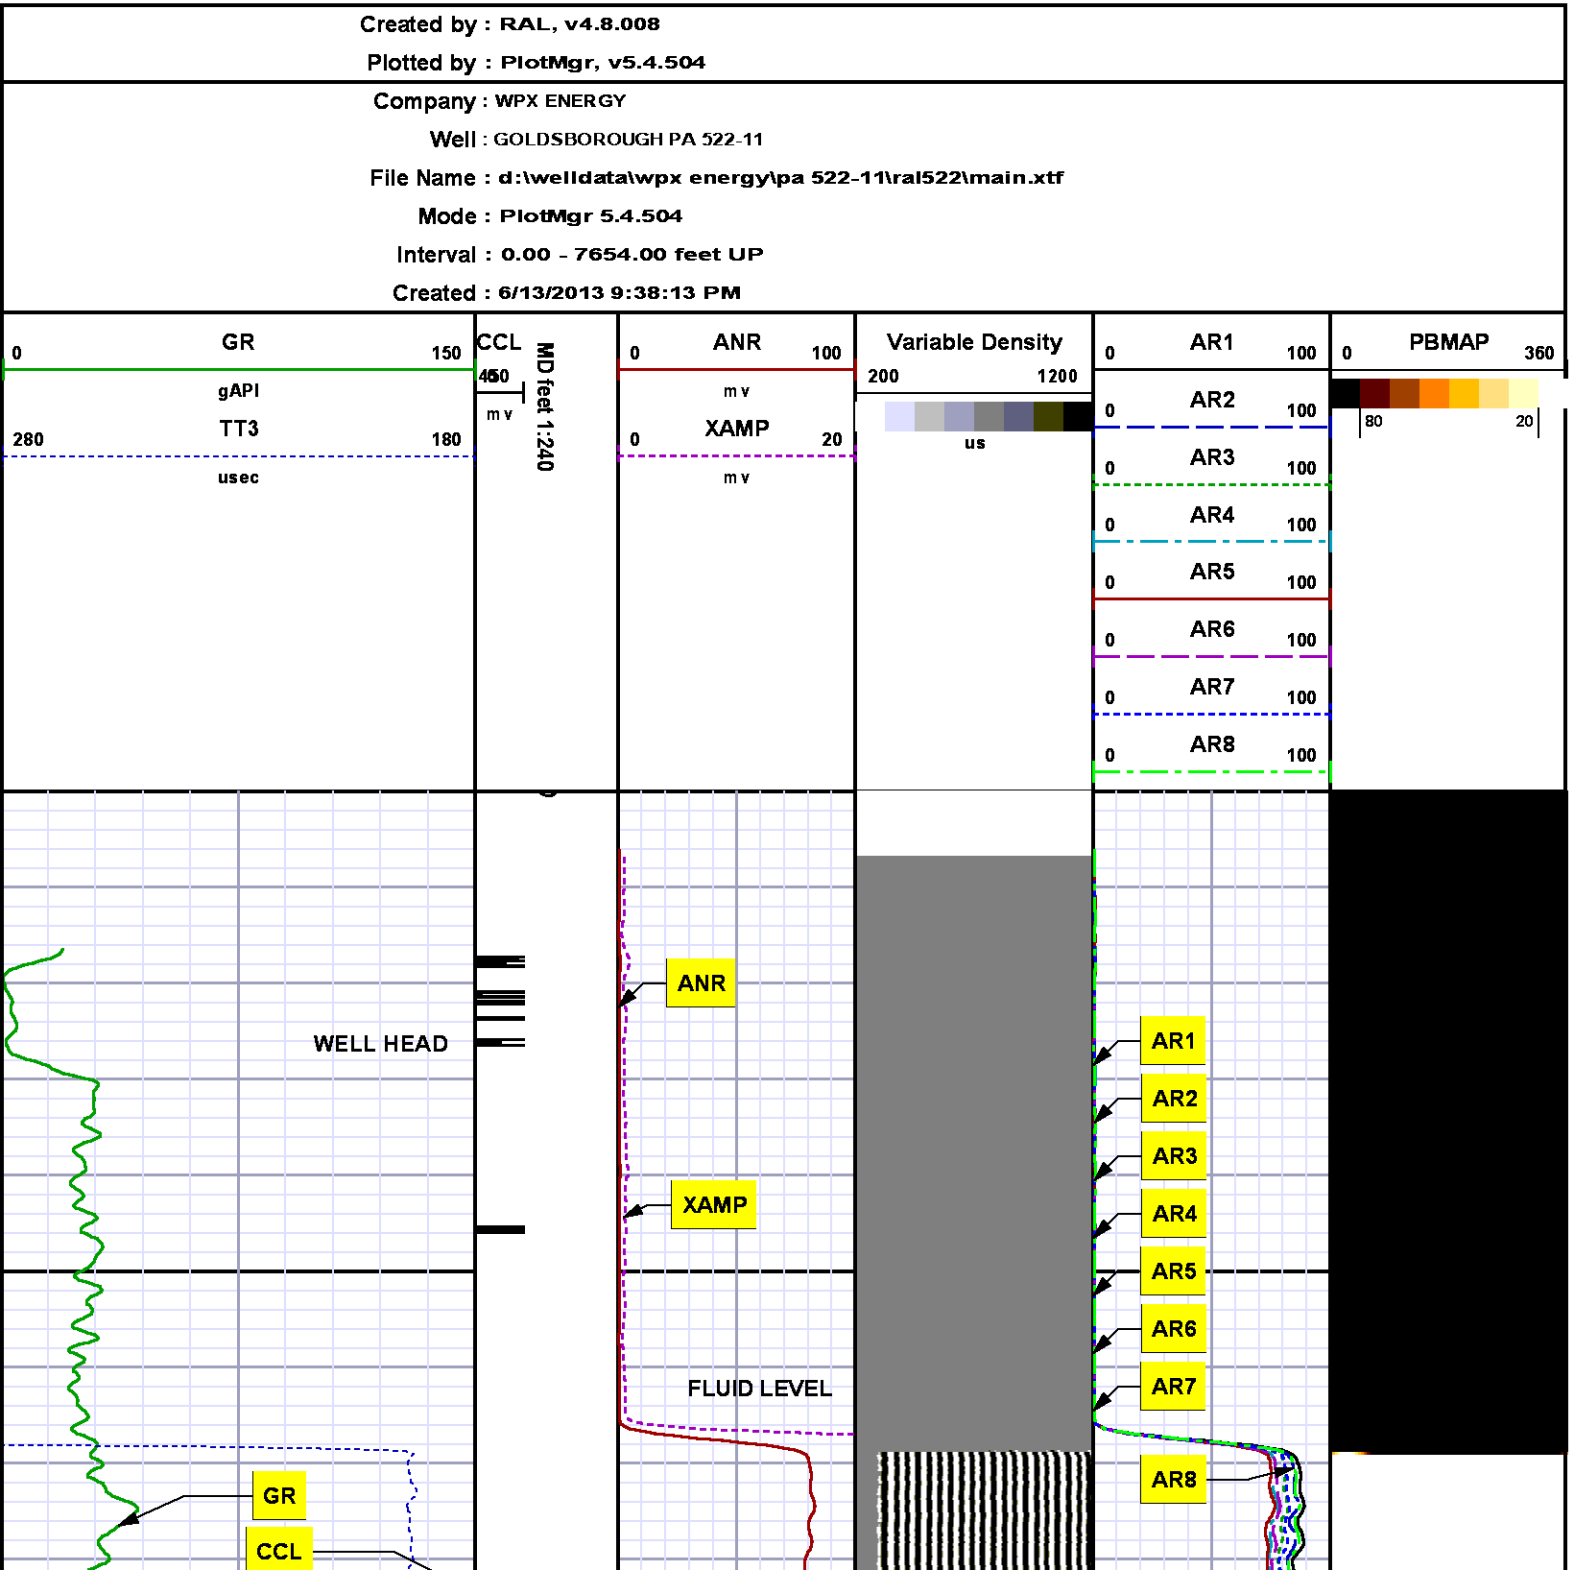 Created by : RAL, v4.8.008
Plotted by : PlotMgr, v5.4.504
Company : WPX ENERGY
Well : GOLDSBOROUGH PA 522-11
File Name : d:\welldata\wpx energy\pa 522-11\ral522\main.xtf
Mode : PlotMgr 5.4.504
Interval : 0.00 - 7654.00 feet UP
Created : 6/13/2013 9:38:13 PM
0 GR 150
gAPI
280 TT3 180
usec
CCL
mv
MD feet 1:240
0 ANR 100
mv
0 XAMP 20
mv
Variable Density
200 1200
us
0 AR1 100
0 AR2 100
0 AR3 100
0 AR4 100
0 AR5 100
0 AR6 100
0 AR7 100
0 AR8 100
0 PBMAP 360
80 20
ANR
WELL HEAD
AR1
AR2
AR3
XAMP
AR4
AR5
AR6
FLUID LEVEL
AR7
AR8
GR
CCL